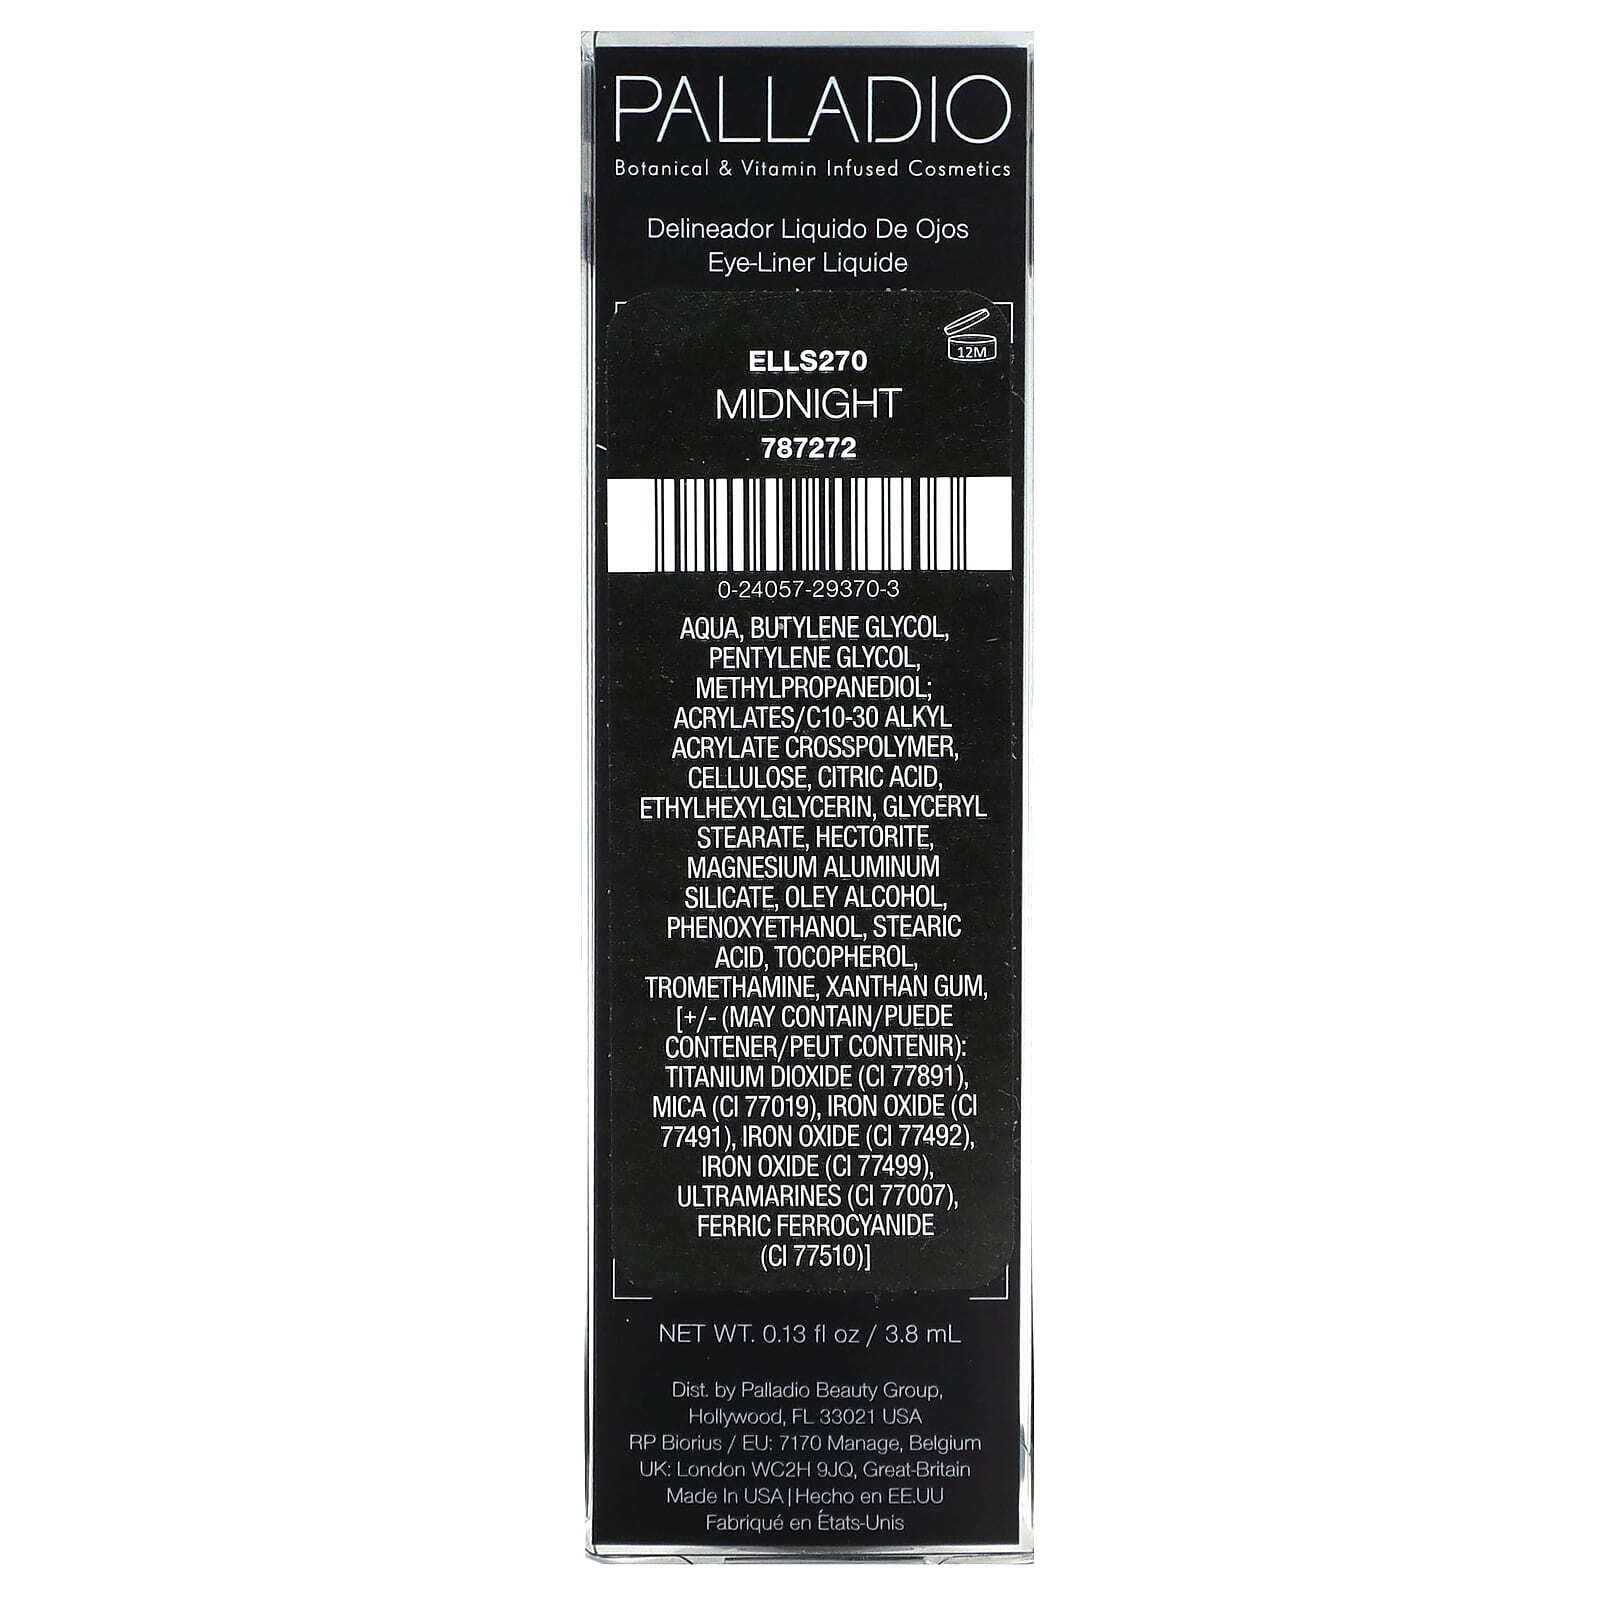 PALLADIO
Botanical & Vitamin Infused Cosmetics
Delineador Liquido De Ojos
Eye-Liner Liquide
12M
ELLS270
MIDNIGHT
787272
0-24057-29370-3
AQUA, BUTYLENE GLYCOL,
PENTYLENE GLYCOL,
METHYLPROPANEDIOL;
ACRYLATES/C10-30 ALKYL
ACRYLATE CROSSPOLYMER,
CELLULOSE, CITRIC ACID,
ETHYLHEXYLGLYCERIN, GLYCERYL
STEARATE, HECTORITE,
MAGNESIUM ALUMINUM
SILICATE, OLEY ALCOHOL,
PHENOXYETHANOL, STEARIC
ACID, TOCOPHEROL,
TROMETHAMINE, XANTHAN GUM,
[+/- (MAY CONTAIN/PUEDE
CONTENER/PEUT CONTENIR):
TITANIUM DIOXIDE (CI 77891),
MICA (CI 77019), IRON OXIDE (CI
77491), IRON OXIDE (CI 77492),
IRON OXIDE (CI 77499),
ULTRAMARINES (CI 77007),
FERRIC FERROCYANIDE
(CI 77510)]
NET WT. 0.13 fl oz / 3.8 mL
Dist. by Palladio Beauty Group,
Hollywood, FL 33021 USA
RP Biorius / EU: 7170 Manage, Belgium
UK: London WC2H 9JQ, Great-Britain
Made In USA | Hecho en EE.UU
Fabriqué en États-Unis